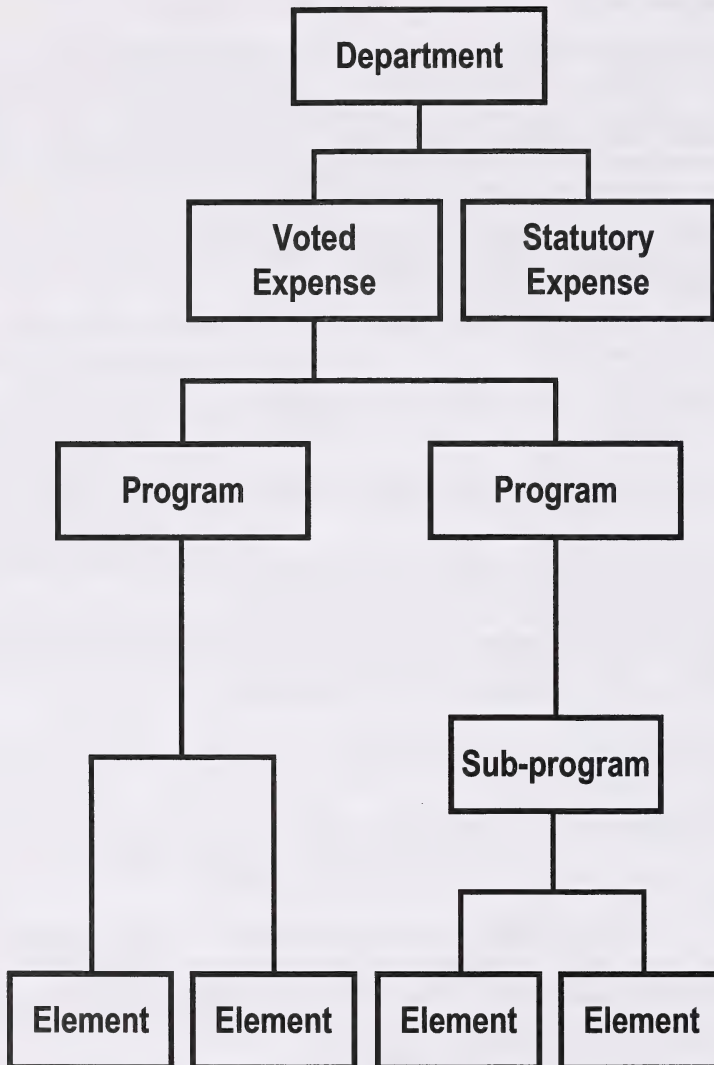 Department
Voted
Expense
Statutory
Expense
Program
Program
Sub-program
Element
Element
Element
Element